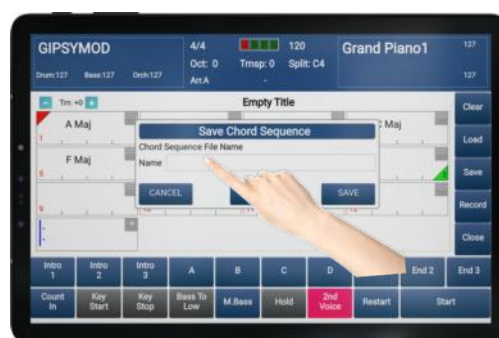 GIPSYMOD
4/4
120
Grand Piano1
127
Oct: 0
Trnsp: 0
Split: C4
Drum:127
Bass:127
Orch:127
Arr.A
-
127
Trn: +0
Empty Title
Clear
A Maj
Maj
Save Chord Sequence
Chord Sequence File Name
Load
F Maj
Name
Save
CANCEL
SAVE
Record
Close
Intro 1
Intro 2
Intro 3
A
B
C
D
End 2
End 3
Count In
Key Start
Key Stop
Bass To Low
M.Bass
Hold
2nd Voice
Restart
Start